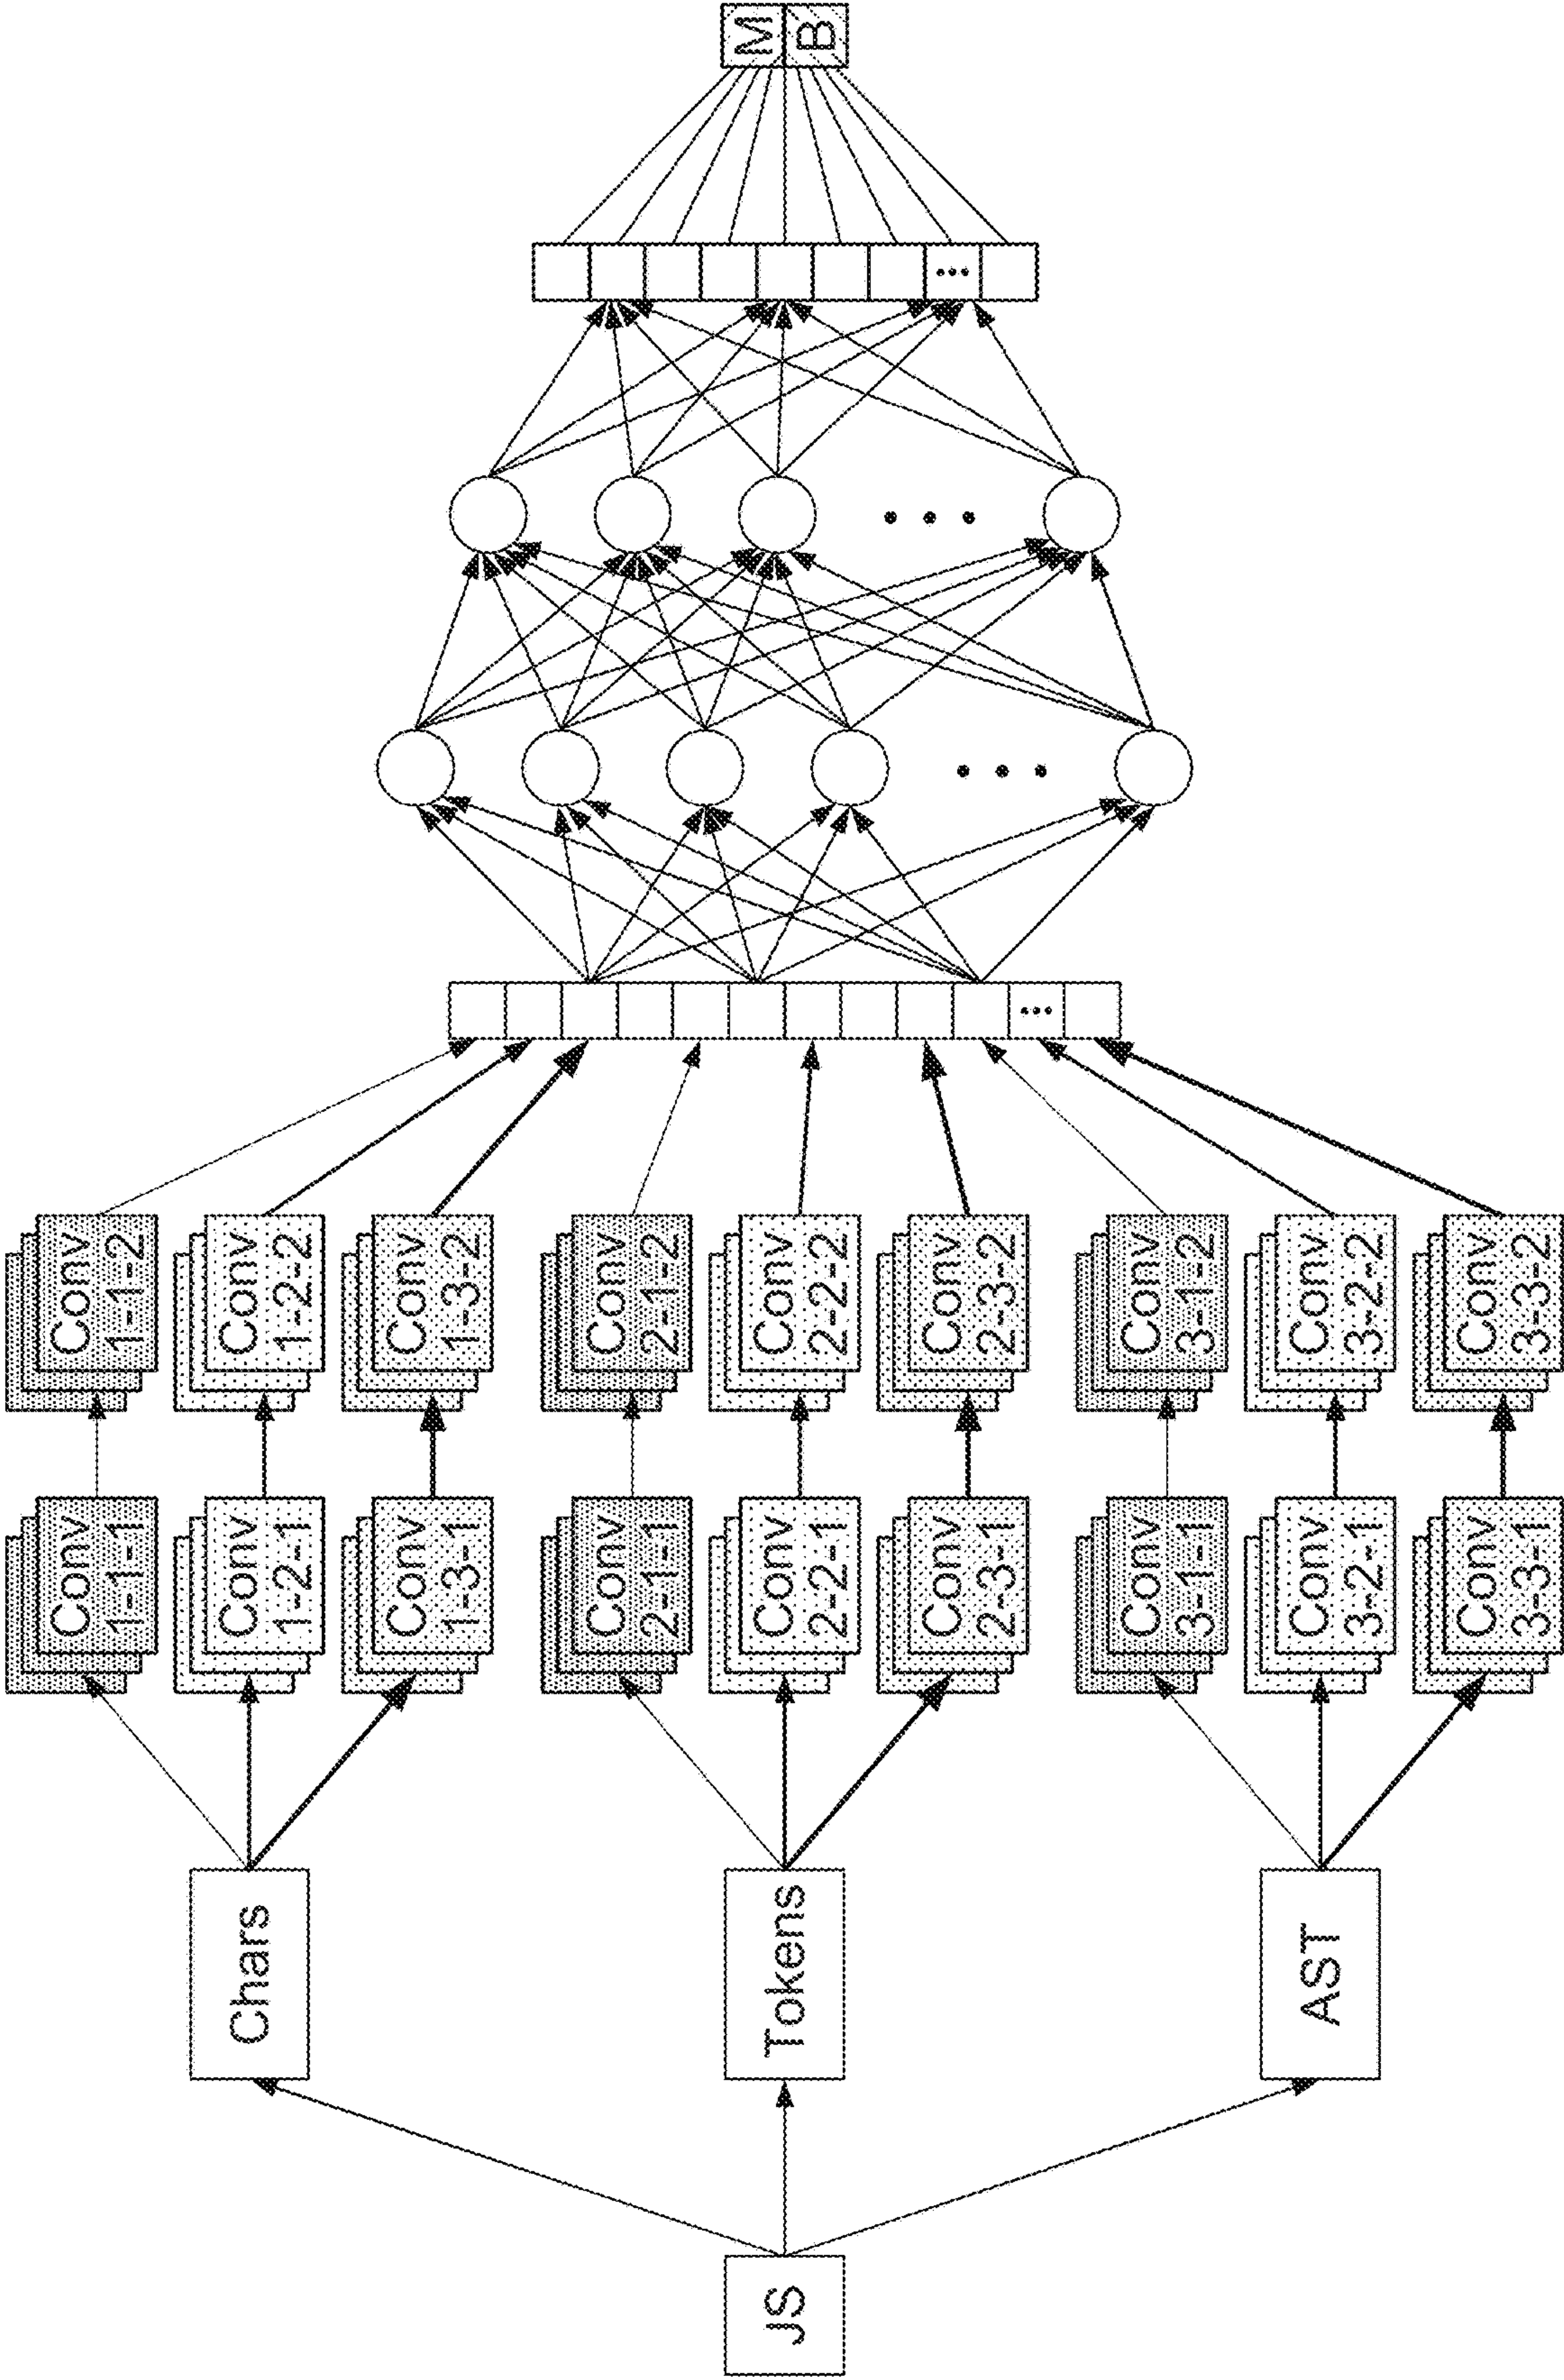 JS
Chars
Tokens
AST
Conv
1-1-1
Conv
1-2-1
Conv
1-3-1
Conv
2-1-1
Conv
2-2-1
Conv
2-3-1
Conv
3-1-1
Conv
3-2-1
Conv
3-3-1
Conv
1-1-2
Conv
1-2-2
Conv
1-3-2
Conv
2-1-2
Conv
2-2-2
Conv
2-3-2
Conv
3-1-2
Conv
3-2-2
Conv
3-3-2
...
...
...
...
M
B